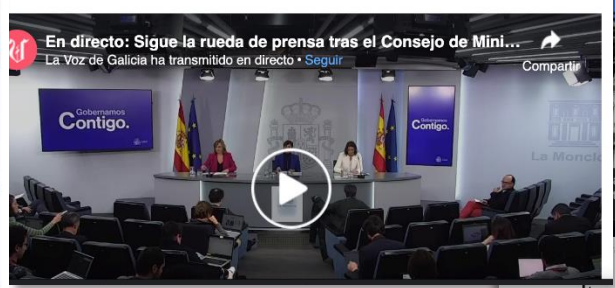 En directo: Sigue la rueda de prensa tras el Consejo de Mini...
La Voz de Galicia ha transmitido en directo • Seguir
Compartir
Gobernamos
Contigo.
Gobernamos
Contigo.
La Moncloa